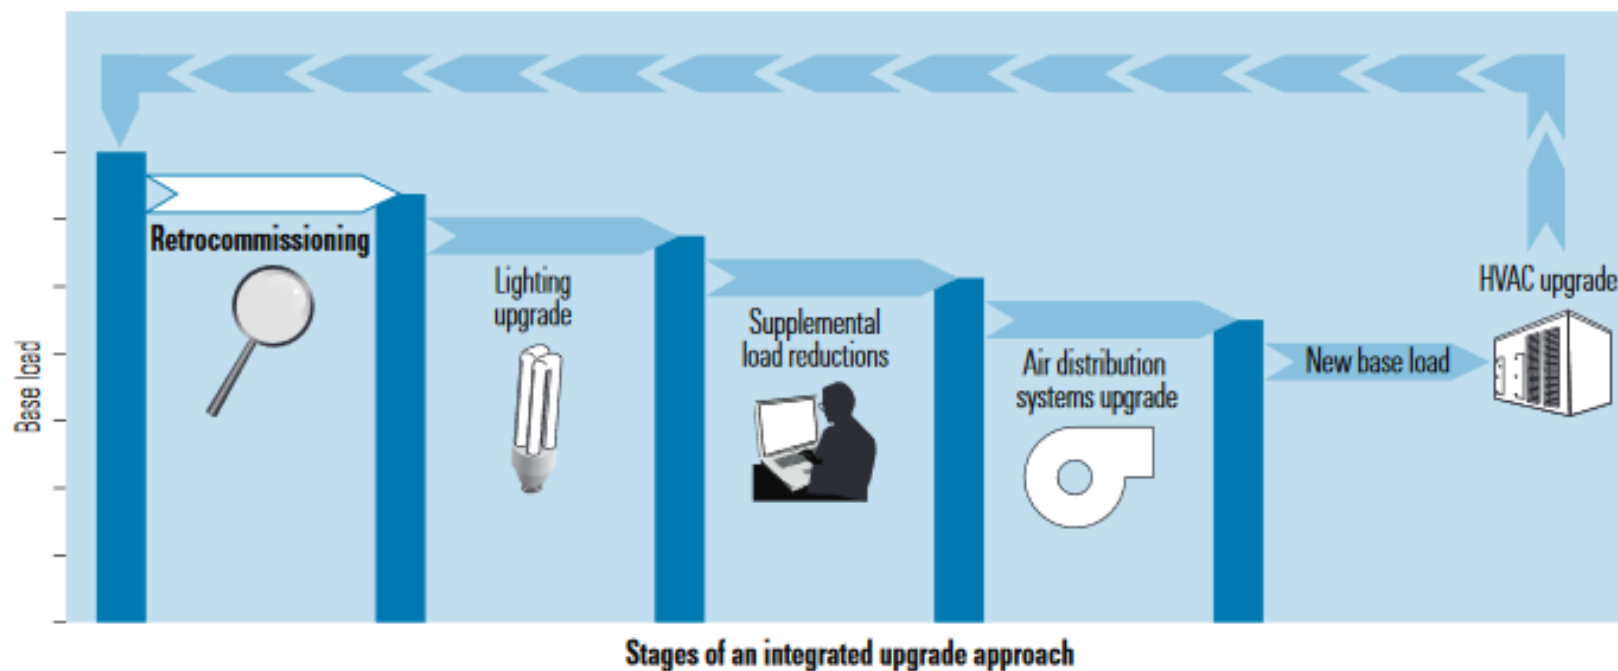 Retrocommissioning
Lighting
upgrade
Supplemental
load reductions
Air distribution
systems upgrade
New base load
HVAC upgrade
Base load
Stages of an integrated upgrade approach